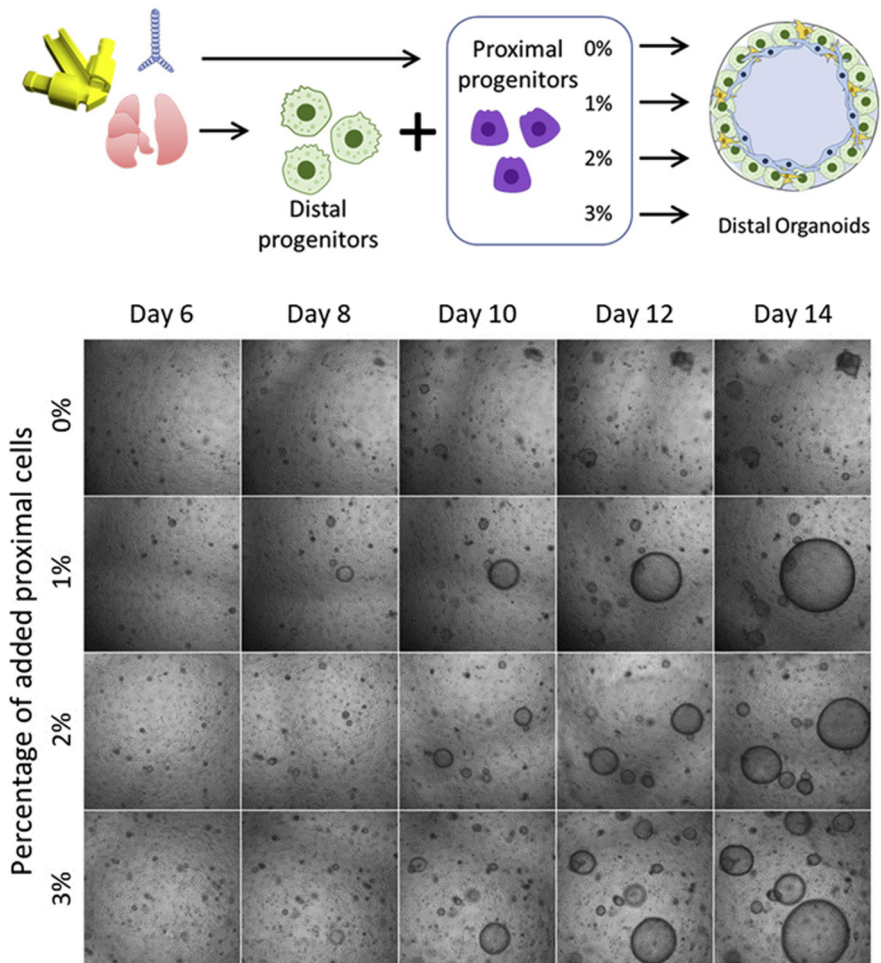 Proximal
progenitors
0%
1%
2%
3%
Distal
progenitors
Distal Organoids
Day 6 Day 8 Day 10 Day 12 Day 14
Percentage of added proximal cells
0%
1%
2%
3%